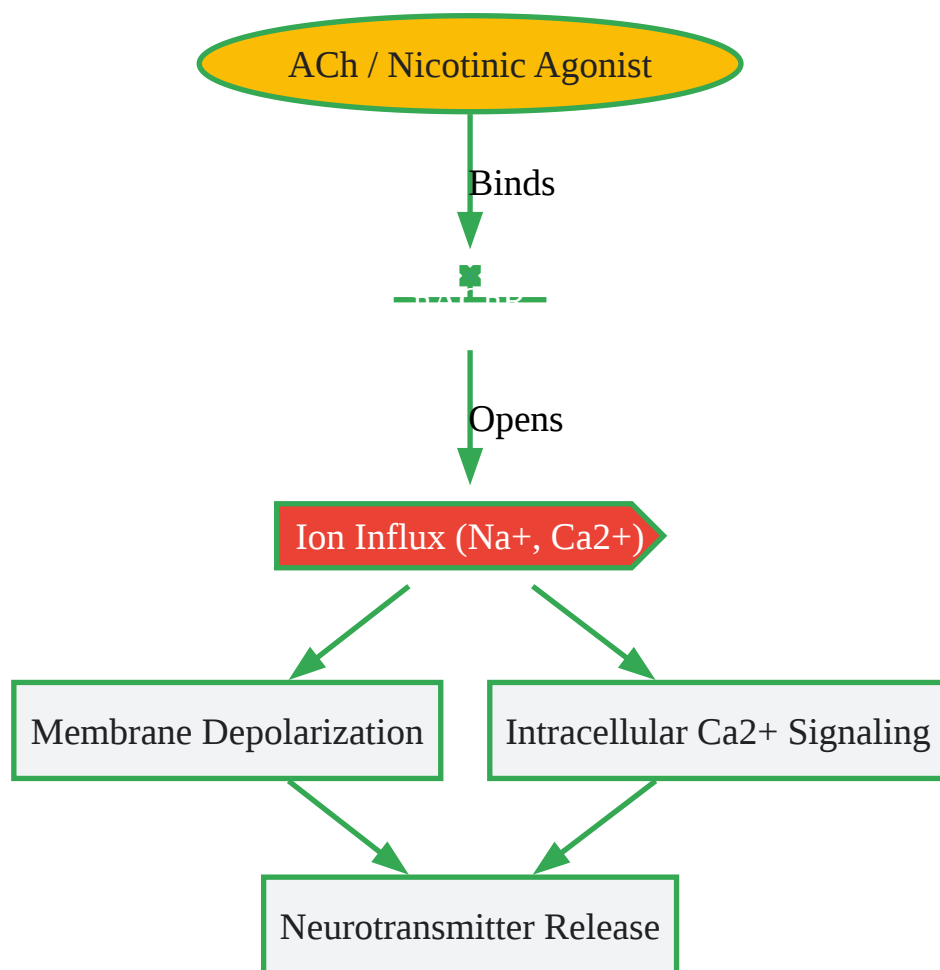 ACh / Nicotinic Agonist
Binds
Opens
Ion Influx (Na+, Ca2+)
Membrane Depolarization
Intracellular Ca2+ Signaling
Neurotransmitter Release